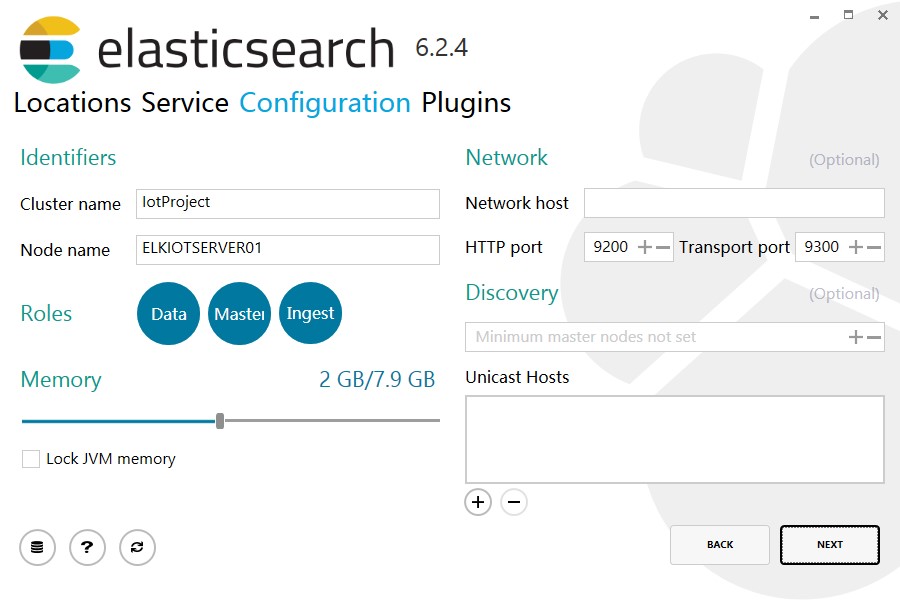 elasticsearch 6.2.4
Locations Service Configuration Plugins
Identifiers
Cluster name IotProject
Node name ELKIOTSERVER01
Roles Data Master Ingest
Memory 2 GB/7.9 GB
Lock JVM memory
Network (Optional)
Network host
HTTP port 9200 Transport port 9300
Discovery (Optional)
Minimum master nodes not set
Unicast Hosts
?
BACK NEXT